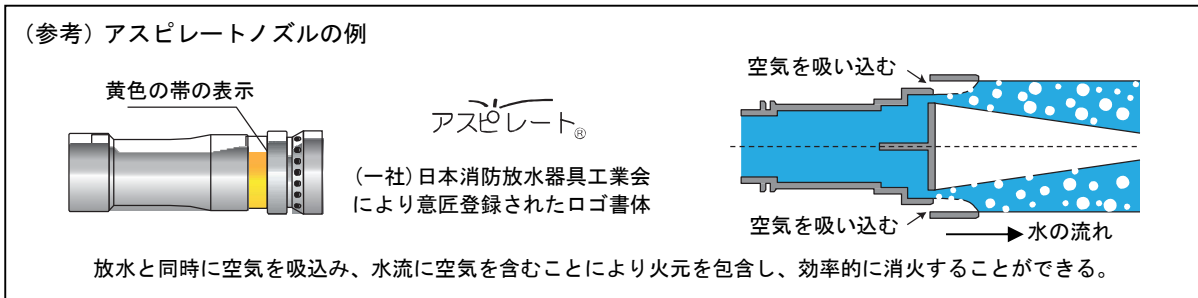 （参考）アスピレートノズルの例
黄色の帯の表示
アスピレート®
（一社）日本消防放水器具工業会
により意匠登録されたロゴ書体
空気を吸い込む
空気を吸い込む
水の流れ
放水と同時に空気を吸込み、水流に空気を含むことにより火元を包含し、効率的に消火することができる。